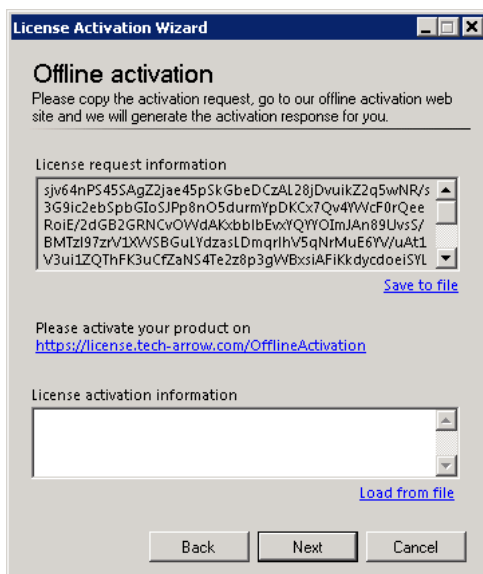 License Activation Wizard
Offline activation
Please copy the activation request, go to our offline activation web
site and we will generate the activation response for you.
License request information
sjv64nPS45SAgZ2jae45pSkGbeDCzAL28jDvuikZ2q5wNR/s
3G9ic2ebSpbGIoSJPp8nO5durmYpDKCx7Qv4YWcF0rQee
RoiE/2dGB2GRNCvOWdAKxbbIbEvxYQYYOImJAn89UvsS/
BMTzI97zrV1XWSBGuLYdzasLDmqrIhV5qNrMuE6YV/uAt1
V3ui1ZQThFK3uCfZaNS4Te2z8p3gWBxsiAFiKkdycdoeiSYL
Save to file
Please activate your product on
https://license.tech-arrow.com/OfflineActivation
License activation information
Load from file
Back Next Cancel